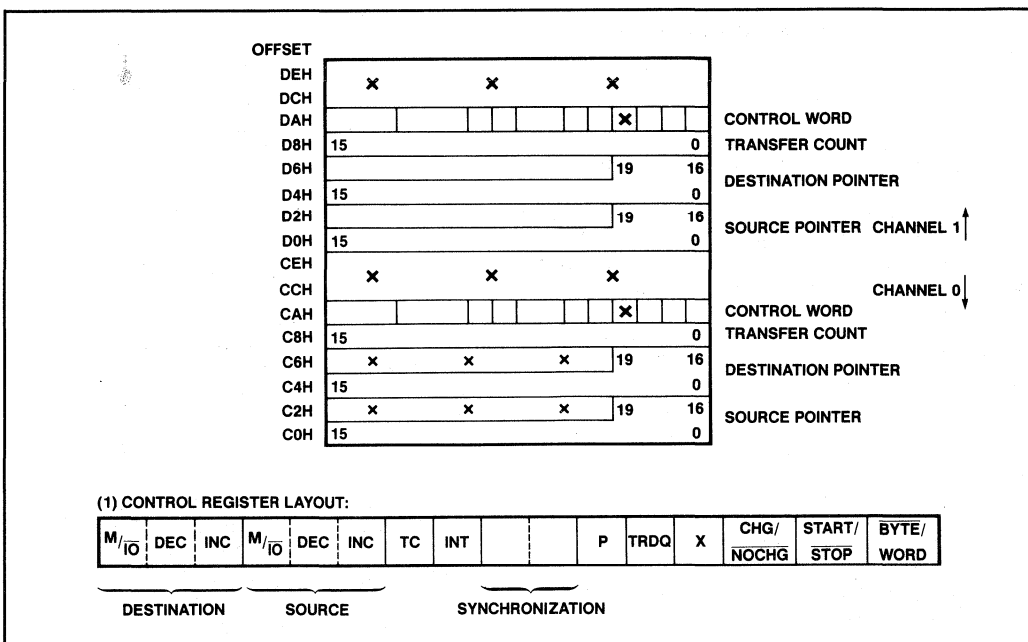 OFFSET
DEH
X X X
DCH
DAH X CONTROL WORD
D8H 15 0 TRANSFER COUNT
D6H 19 16
DESTINATION POINTER
D4H 15 0
D2H 19 16
SOURCE POINTER CHANNEL 1
D0H 15 0
CEH
X X X
CCH CHANNEL 0
CAH X CONTROL WORD
C8H 15 0 TRANSFER COUNT
C6H X X X 19 16
DESTINATION POINTER
C4H 15 0
C2H X X X 19 16
SOURCE POINTER
C0H 15 0
(1) CONTROL REGISTER LAYOUT:
M/IO DEC INC M/IO DEC INC TC INT P TRDQ X CHG/NOCHG START/STOP BYTE/WORD
DESTINATION SOURCE SYNCHRONIZATION